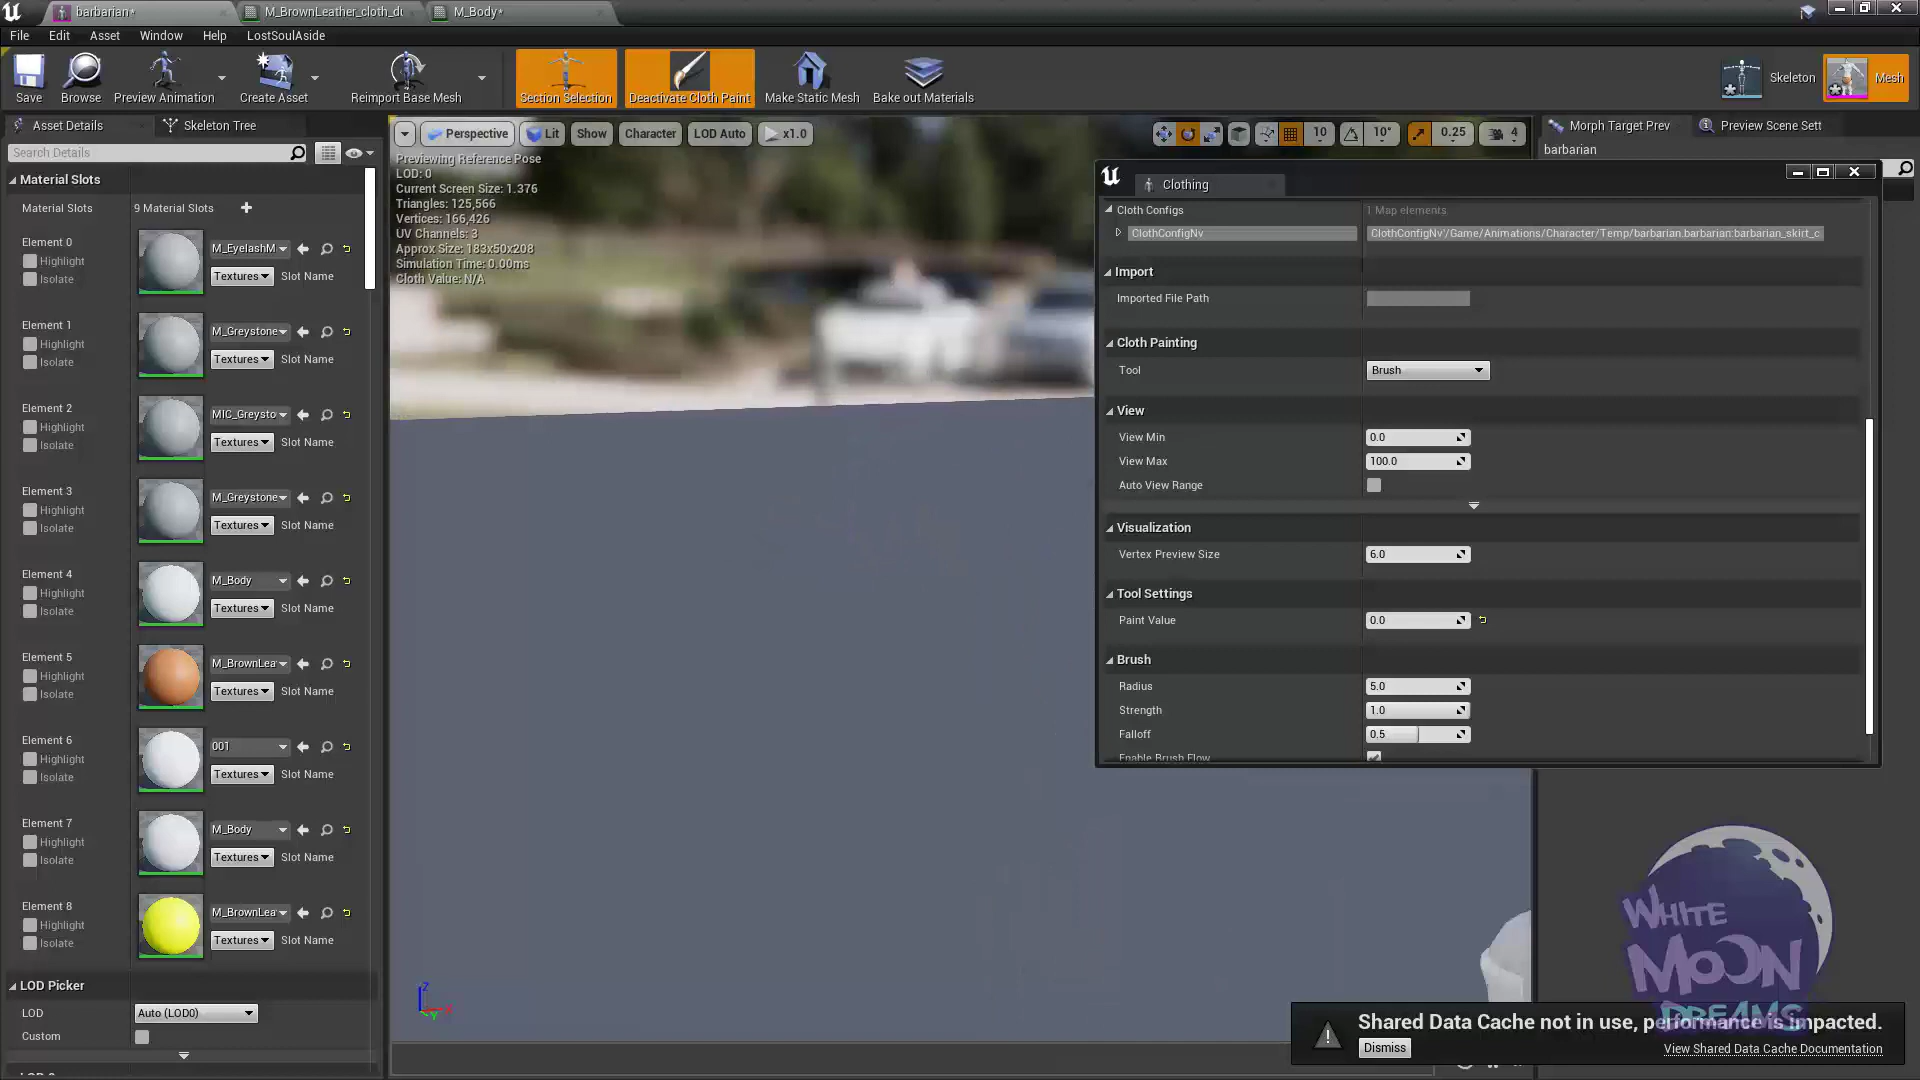 barbarian*
M_BrownLeather_cloth_du
M_Body*
File
Edit
Asset
Window
Help
LostSoulAside
Save
Browse
Preview Animation
Create Asset
Reimport Base Mesh
Section Selection
Deactivate Cloth Paint
Make Static Mesh
Bake out Materials
Skeleton
Mesh
Asset Details
Skeleton Tree
Search Details
Material Slots
Material Slots
9 Material Slots
Element 0
Highlight
Isolate
M_EyelashM
Textures
Slot Name
Element 1
Highlight
Isolate
M_Greystone
Textures
Slot Name
Element 2
Highlight
Isolate
MIC_Greysto
Textures
Slot Name
Element 3
Highlight
Isolate
M_Greystone
Textures
Slot Name
Element 4
Highlight
Isolate
M_Body
Textures
Slot Name
Element 5
Highlight
Isolate
M_BrownLea
Textures
Slot Name
Element 6
Highlight
Isolate
001
Textures
Slot Name
Element 7
Highlight
Isolate
M_Body
Textures
Slot Name
Element 8
Highlight
Isolate
M_BrownLea
Textures
Slot Name
LOD Picker
LOD
Auto (LOD0)
Custom
Perspective
Lit
Show
Character
LOD Auto
x1.0
10
10°
0.25
4
Previewing Reference Pose
LOD: 0
Current Screen Size: 1.376
Triangles: 125,566
Vertices: 166,426
UV Channels: 3
Approx Size: 183x50x208
Simulation Time: 0.00ms
Cloth Value: N/A
Z
Y
Morph Target Prev
Preview Scene Sett
barbarian
Clothing
Cloth Configs
1 Map elements
ClothConfigNv
ClothConfigNv'/Game/Animations/Character/Temp/barbarian.barbarian:barbarian_skirt_c
Import
Imported File Path
Cloth Painting
Tool
Brush
View
View Min
0.0
View Max
100.0
Auto View Range
Visualization
Vertex Preview Size
6.0
Tool Settings
Paint Value
0.0
Brush
Radius
5.0
Strength
1.0
Falloff
0.5
Enable Brush Flow
WHITE
MOON
DREAMS
Shared Data Cache not in use, performance is impacted.
Dismiss
View Shared Data Cache Documentation